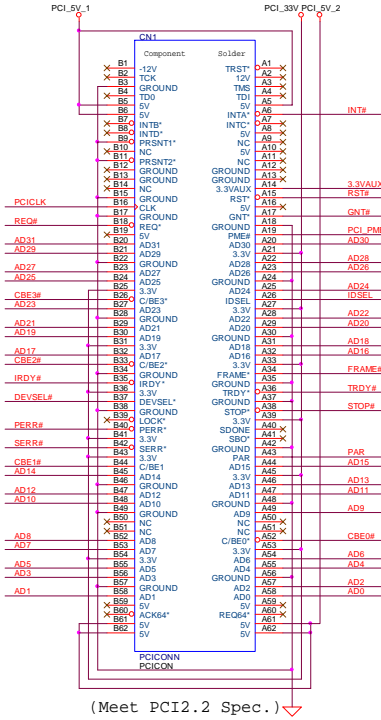 PCI_5V_1 PCI_33V PCI_5V_2
CN1
Component Solder
B1 -12V TRST* A1
B2 TCK 12V A2
B3 GROUND TMS A3
B4 TD0 TDI A4
B5 5V 5V A5
B6 5V INTA* A6 INT#
B7 INTB* INTC* A7
B8 INTD* 5V A8
B9 PRSNT1* NC A9
B10 NC 5V A10
B11 PRSNT2* NC A11
B12 GROUND GROUND A12
B13 GROUND GROUND A13
B14 NC 3.3VAUX A14 3.3VAUX
B15 GROUND RST* A15 RST#
PCICLK B16 CLK 5V A16
B17 GROUND GNT* A17 GNT#
REQ# B18 REQ* GROUND A18
B19 5V PME# A19 PCI_PME
AD31 B20 AD31 AD30 A20 AD30
AD29 B21 AD29 3.3V A21
B22 GROUND AD28 A22 AD28
AD27 B23 AD27 AD26 A23 AD26
AD25 B24 AD25 GROUND A24
B25 3.3V AD24 A25 AD24
CBE3# B26 C/BE3* IDSEL A26 IDSEL
AD23 B27 AD23 3.3V A27
B28 GROUND AD22 A28 AD22
AD21 B29 AD21 AD20 A29 AD20
AD19 B30 AD19 GROUND A30
B31 3.3V AD18 A31 AD18
AD17 B32 AD17 AD16 A32 AD16
CBE2# B33 C/BE2* 3.3V A33
B34 GROUND FRAME* A34 FRAME#
IRDY# B35 IRDY* GROUND A35
B36 3.3V TRDY* A36 TRDY#
DEVSEL# B37 DEVSEL* GROUND A37
B38 GROUND STOP* A38 STOP#
B39 LOCK* 3.3V A39
PERR# B40 PERR* SDONE A40
B41 3.3V SBO* A41
SERR# B42 SERR* GROUND A42
B43 3.3V PAR A43 PAR
CBE1# B44 C/BE1 AD15 A44 AD15
AD14 B45 AD14 3.3V A45
B46 GROUND AD13 A46 AD13
AD12 B47 AD12 AD11 A47 AD11
AD10 B48 AD10 GROUND A48
B49 GROUND AD9 A49 AD9
B50 NC NC A50
B51 NC NC A51
AD8 B52 AD8 C/BE0* A52 CBE0#
AD7 B53 AD7 3.3V A53
B54 3.3V AD6 A54 AD6
AD5 B55 AD5 AD4 A55 AD4
AD3 B56 AD3 GROUND A56
B57 GROUND AD2 A57 AD2
AD1 B58 AD1 AD0 A58 AD0
B59 5V 5V A59
B60 ACK64* REQ64* A60
B61 5V 5V A61
B62 5V 5V A62
PCICONN
PCICON
(Meet PCI2.2 Spec.)